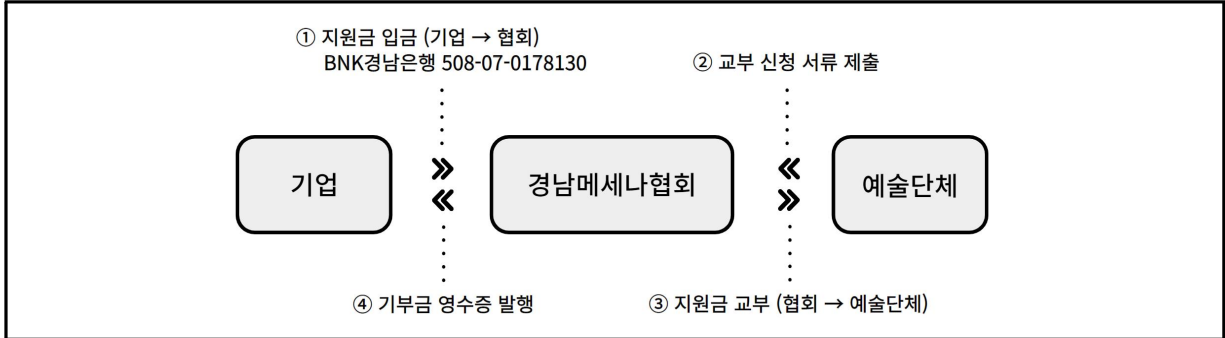 ① 지원금 입금 (기업 → 협회)
BNK경남은행 508-07-0178130
② 교부 신청 서류 제출
기업
경남메세나협회
예술단체
④ 기부금 영수증 발행
③ 지원금 교부 (협회 → 예술단체)